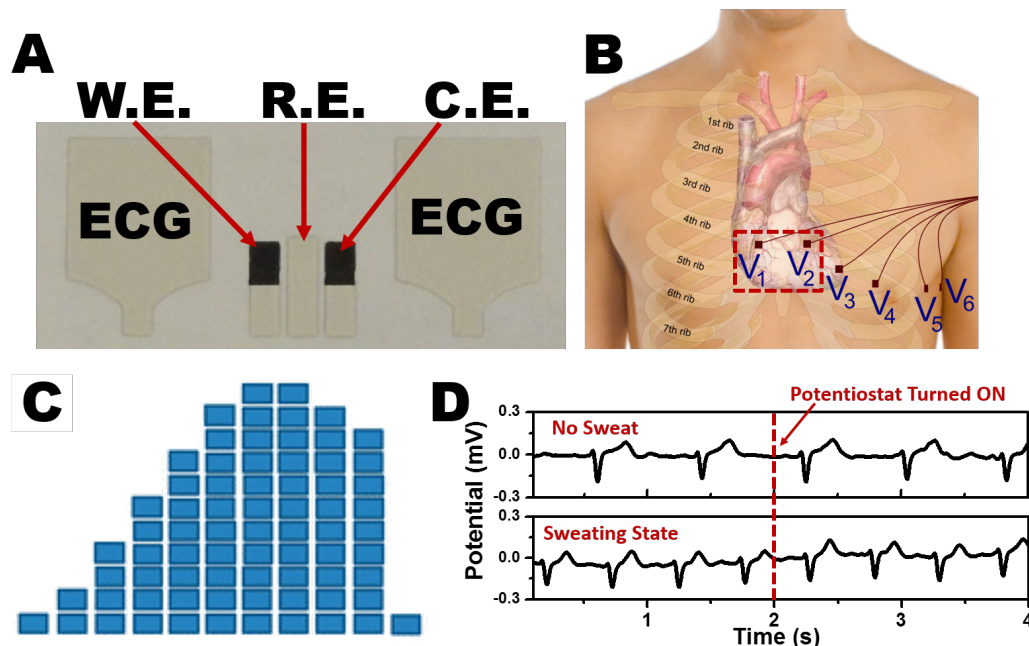 A
W.E. R.E. C.E.
ECG
ECG
B
1st rib
2nd rib
3rd rib
4th rib
5th rib
6th rib
7th rib
V1
V2
V3
V4
V5
V6
C
D
Potentiostat Turned ON
Potential (mV)
0.3
0.0
-0.3
No Sweat
0.3
0.0
-0.3
Sweating State
1 2 3 4
Time (s)